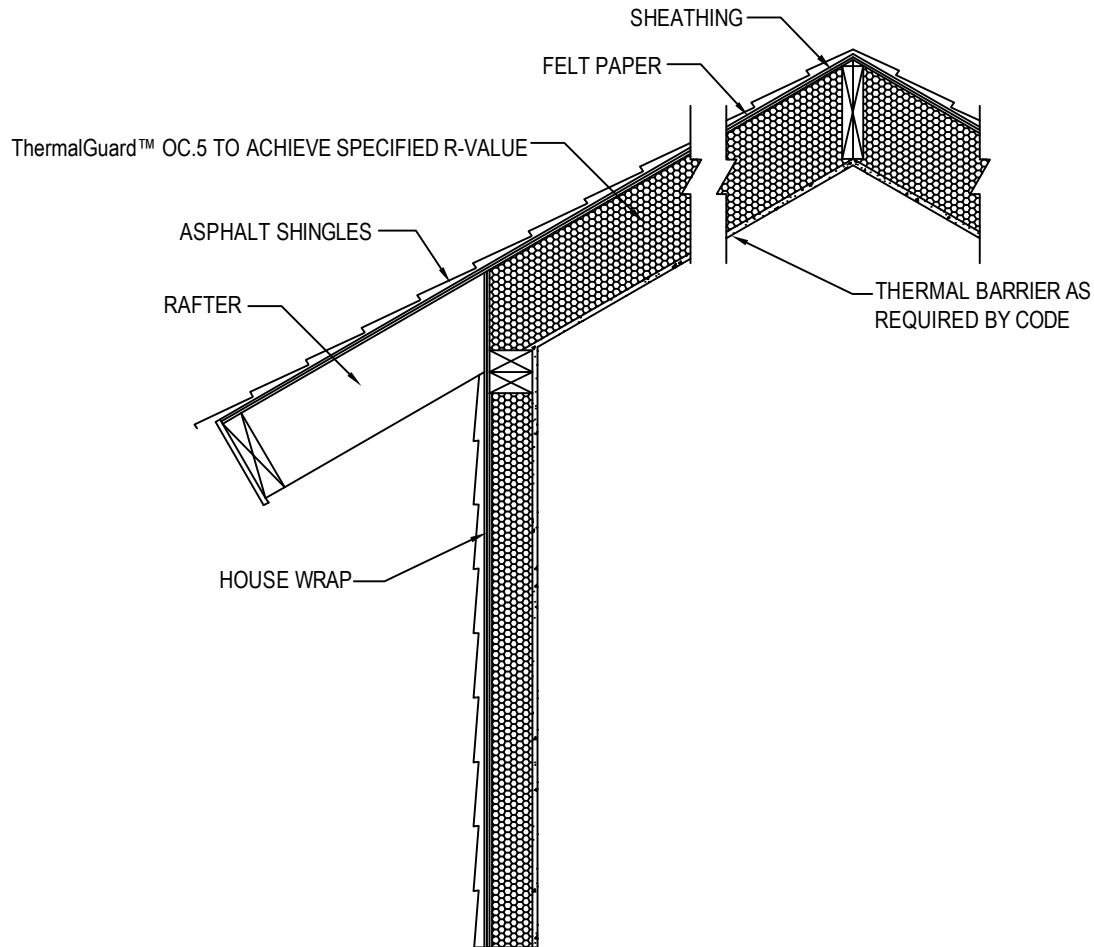 SHEATHING
FELT PAPER
ThermalGuard™ OC.5 TO ACHIEVE SPECIFIED R-VALUE
ASPHALT SHINGLES
RAFTER
THERMAL BARRIER AS
REQUIRED BY CODE
HOUSE WRAP